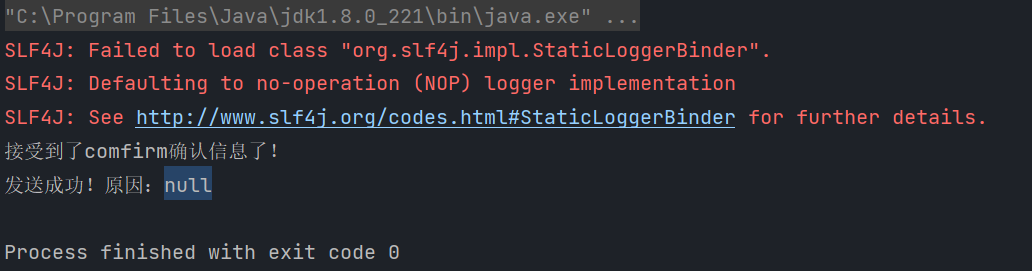 "C:\Program Files\Java\jdk1.8.0_221\bin\java.exe" ...
SLF4J: Failed to load class "org.slf4j.impl.StaticLoggerBinder".
SLF4J: Defaulting to no-operation (NOP) logger implementation
SLF4J: See http://www.slf4j.org/codes.html#StaticLoggerBinder for further details.
接受到了comfirm确认信息了！
发送成功！原因：null
Process finished with exit code 0